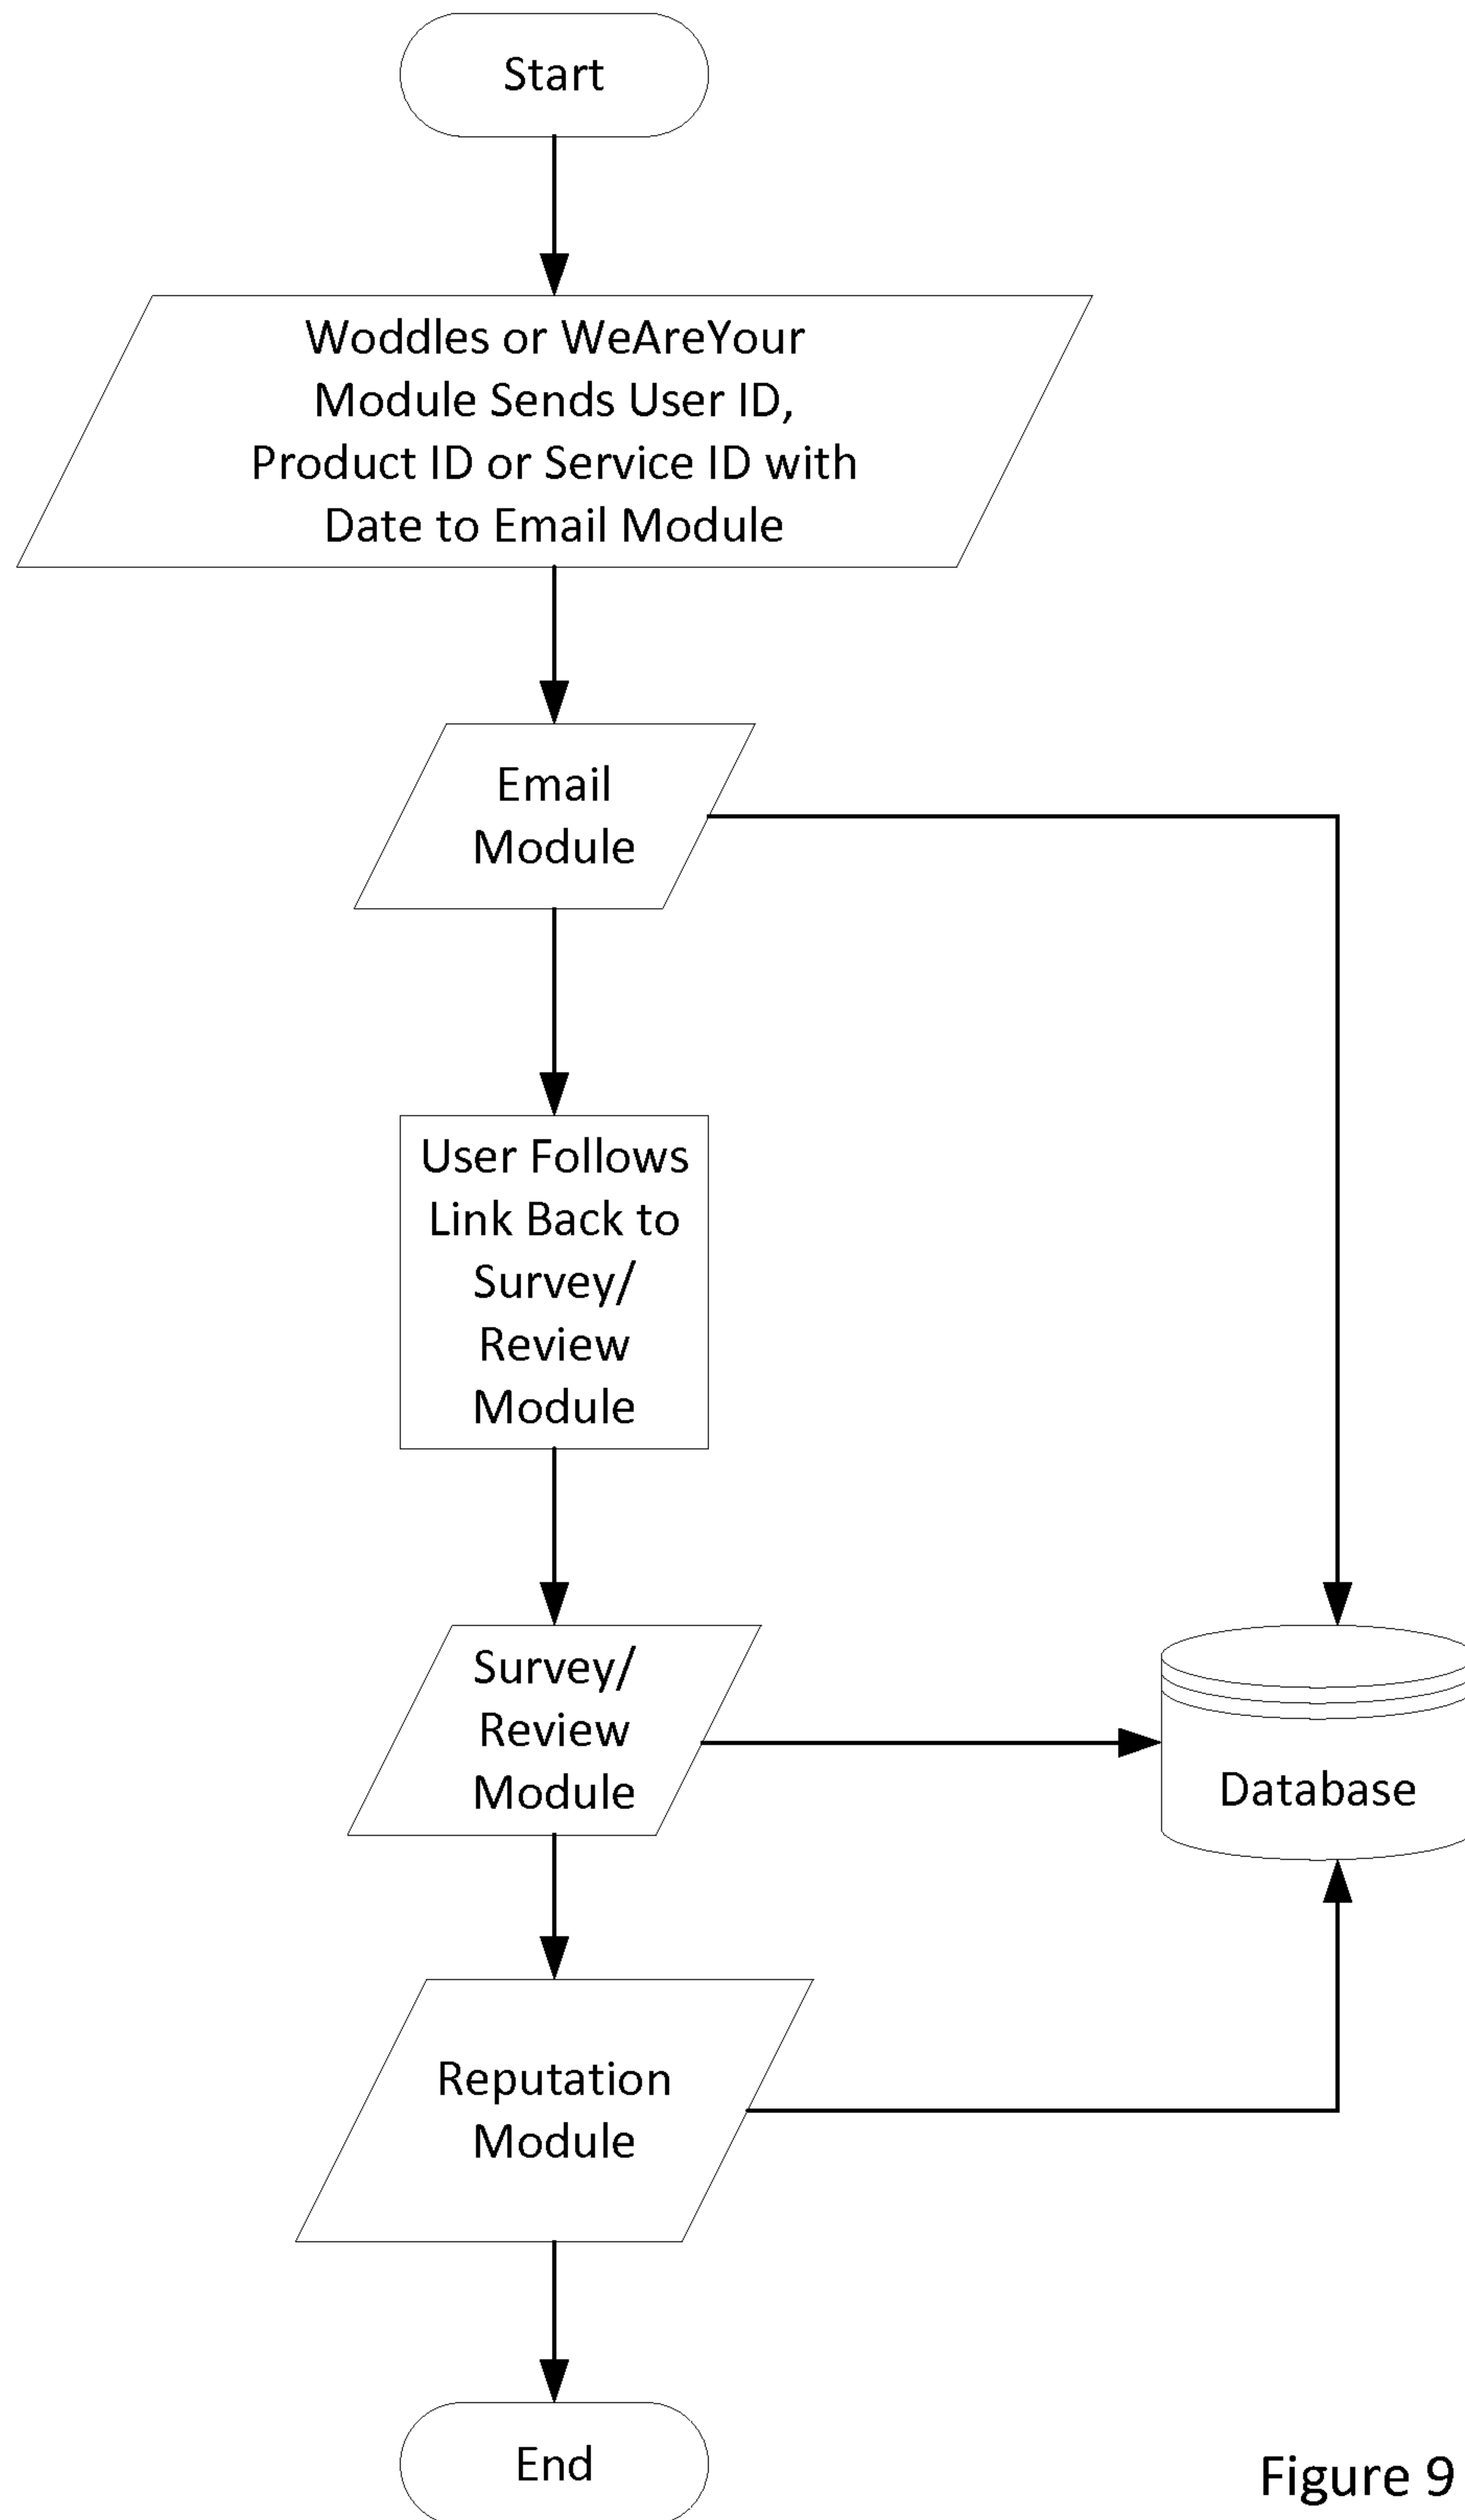 Start
Woddles or WeAreYour
Module Sends User ID,
Product ID or Service ID with
Date to Email Module
Email
Module
User Follows
Link Back to
Survey/
Review
Module
Survey/
Review
Module
Database
Reputation
Module
End
Figure 9